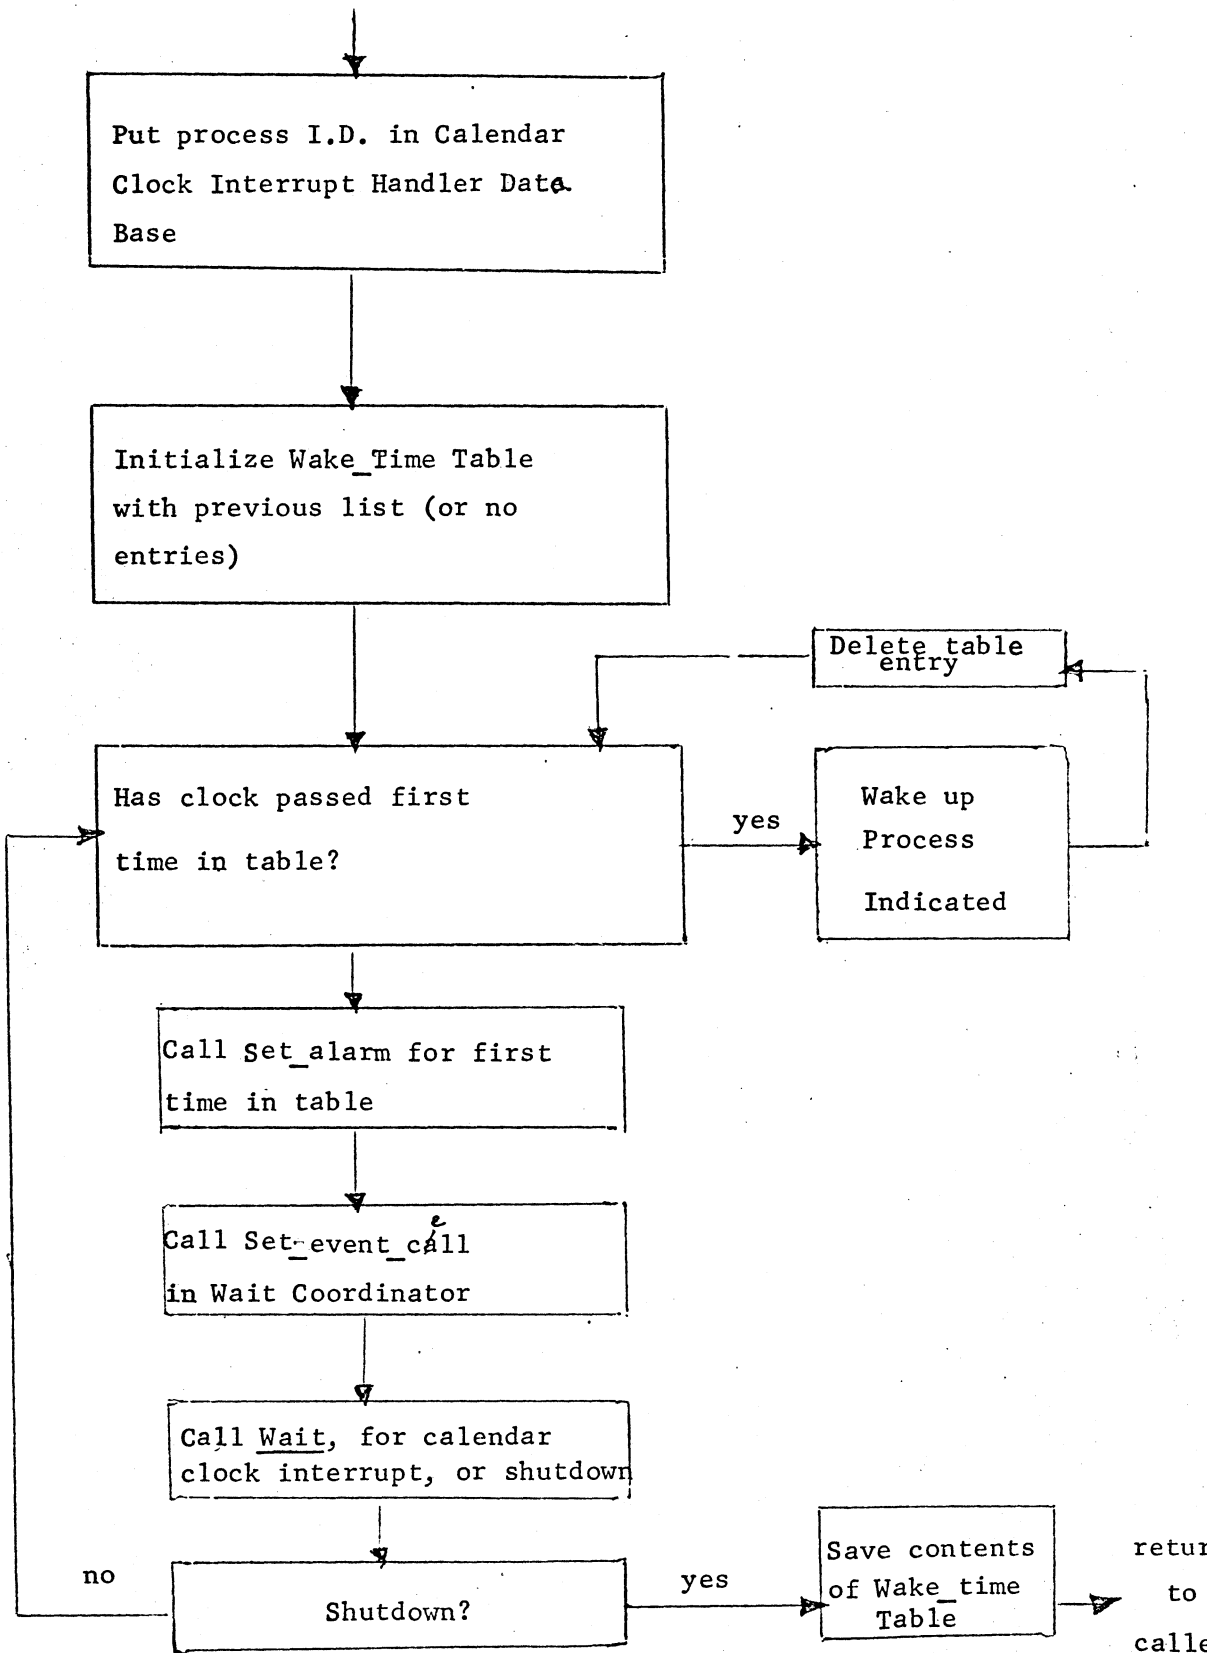 Put process I.D. in Calendar
Clock Interrupt Handler Data
Base
Initialize Wake_Time Table
with previous list (or no
entries)
Delete table
entry
Has clock passed first
time in table?
yes
Wake up
Process
Indicated
Call Set_alarm for first
time in table
Call Set_event_cell
in Wait Coordinator
Call Wait, for calendar
clock interrupt, or shutdown
no
Shutdown?
yes
Save contents
of Wake_time
Table
retur
to
calle